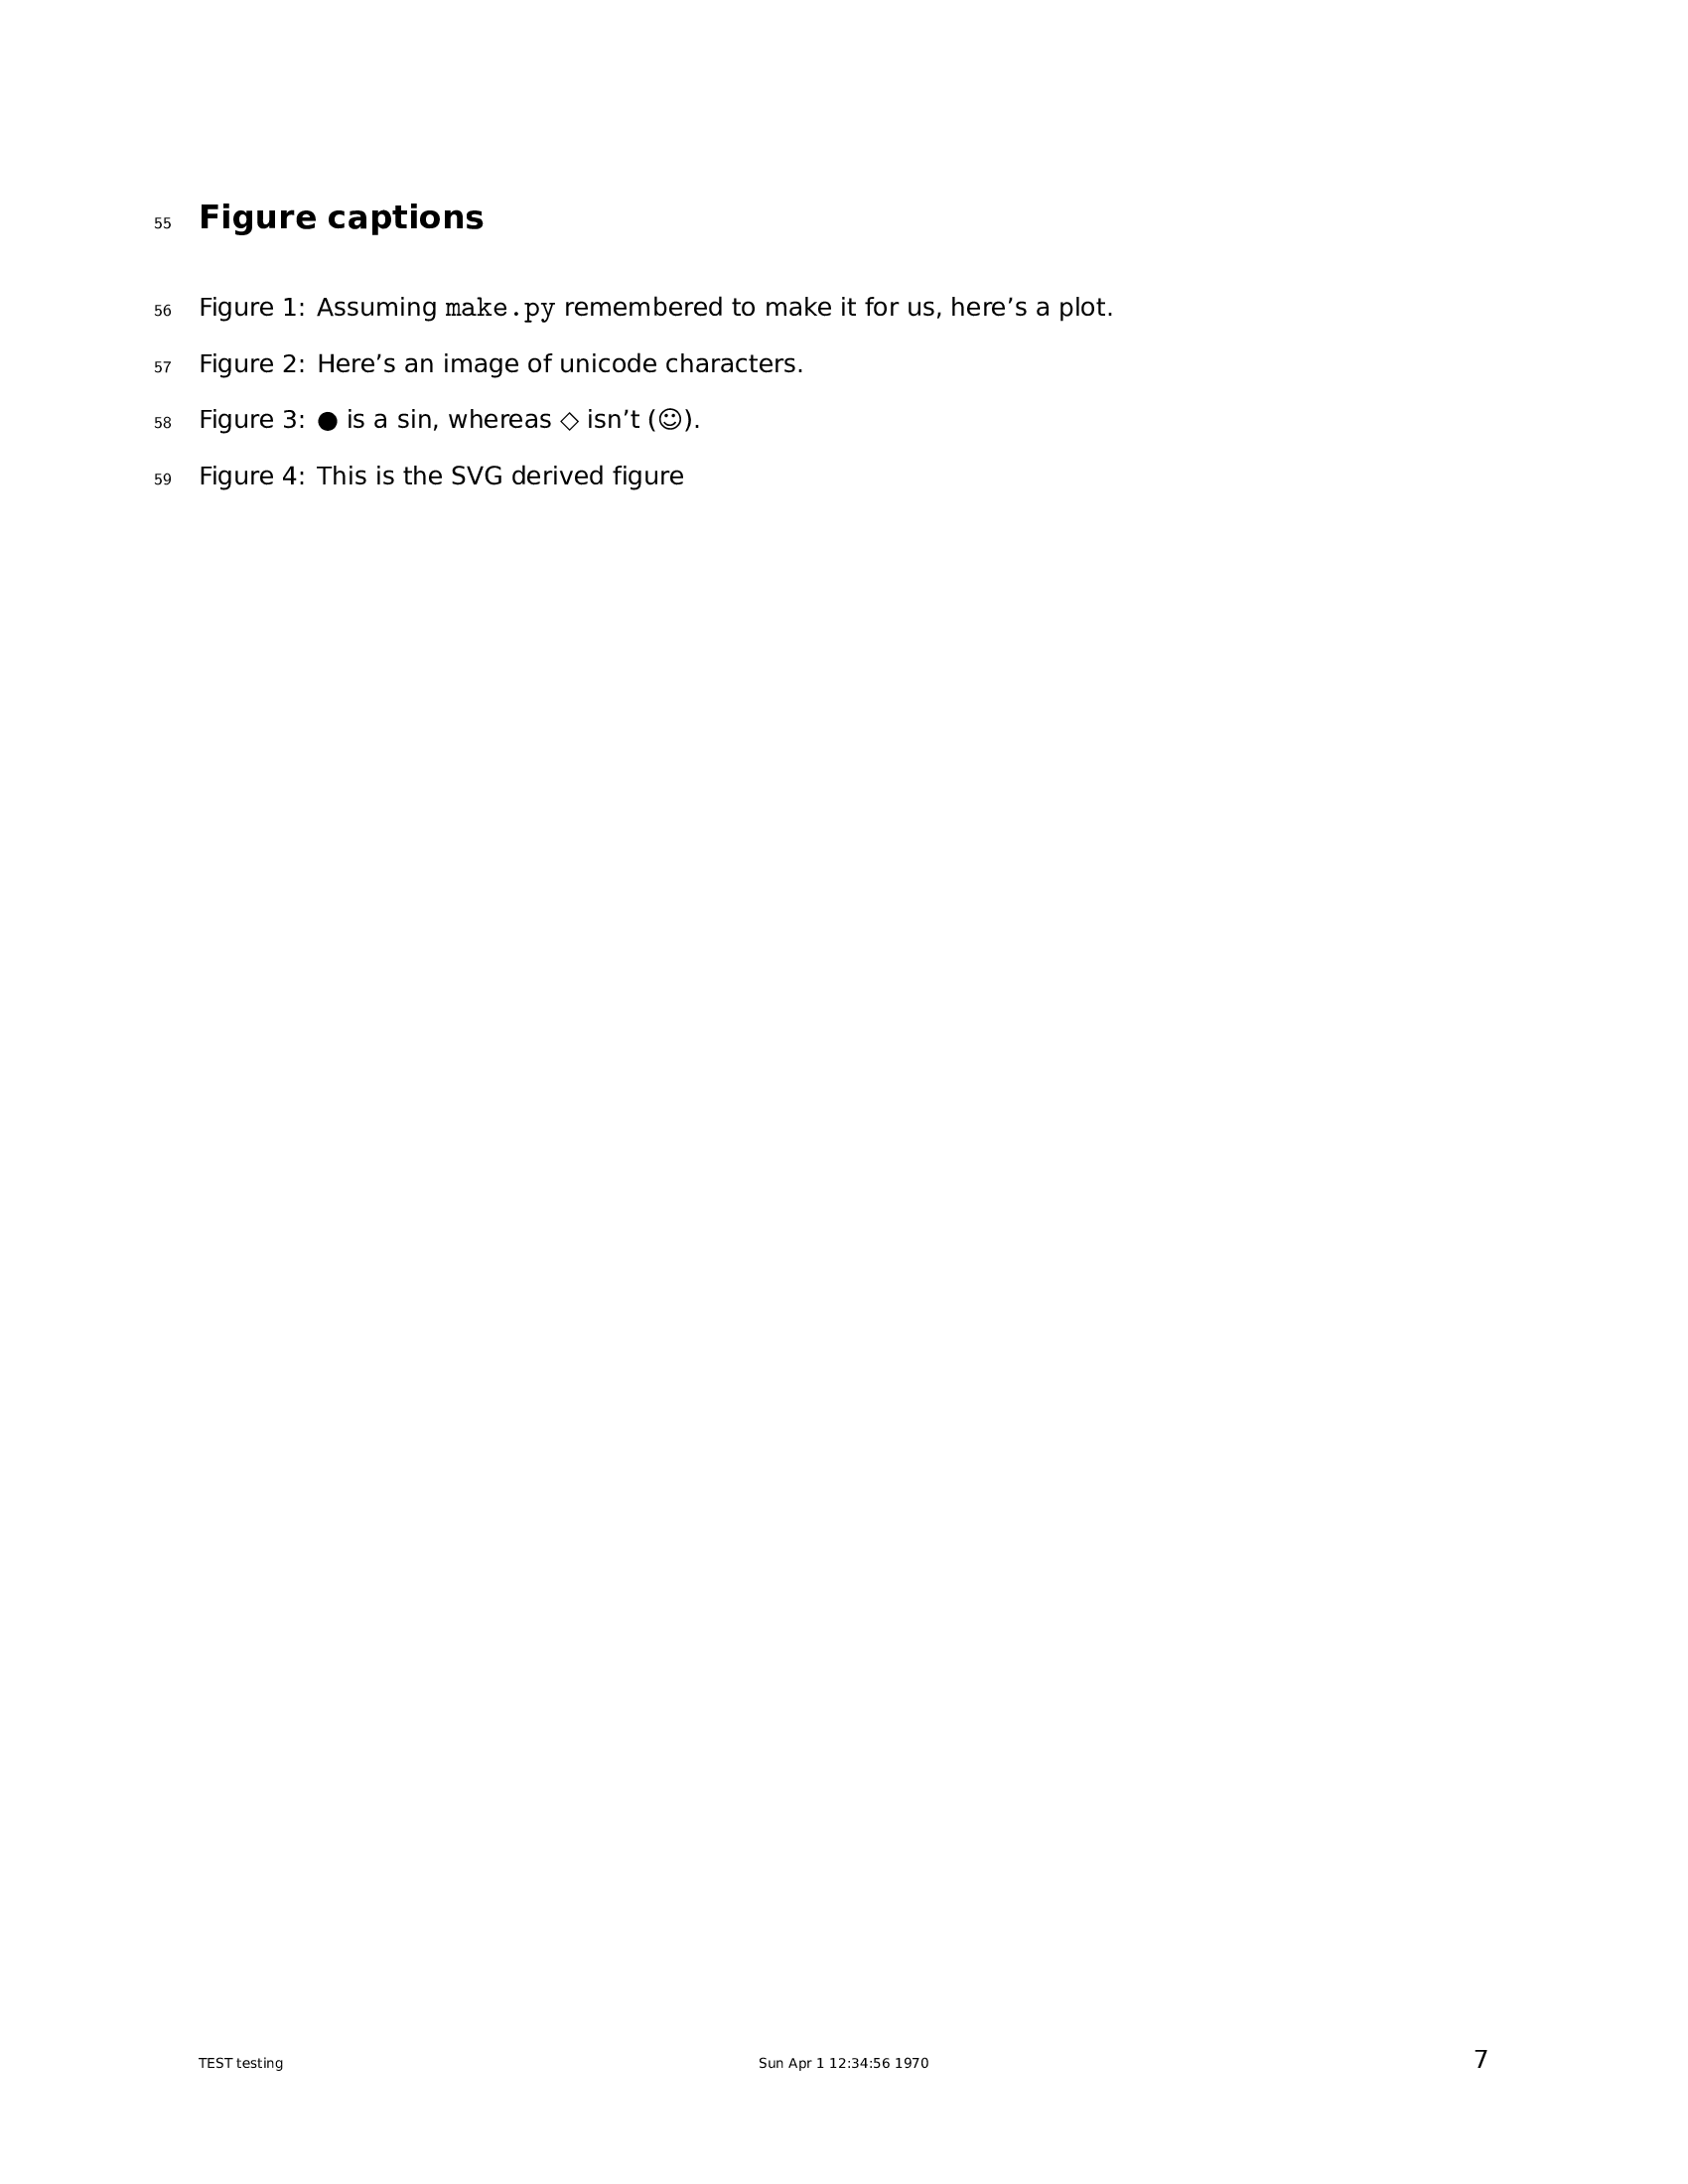 55 Figure captions
56 Figure 1: Assuming make.py remembered to make it for us, here’s a plot.
57 Figure 2: Here’s an image of unicode characters.
58 Figure 3: ● is a sin, whereas ◇ isn’t (☺).
59 Figure 4: This is the SVG derived figure
TEST testing Sun Apr 1 12:34:56 1970 7